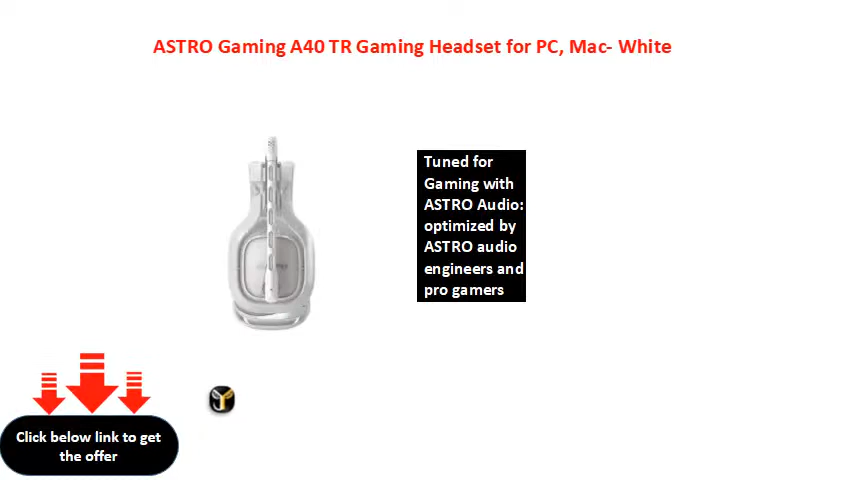 ASTRO Gaming A40 TR Gaming Headset for PC, Mac- White
Tuned for
Gaming with
ASTRO Audio:
optimized by
ASTRO audio
engineers and
pro gamers
Click below link to get
the offer